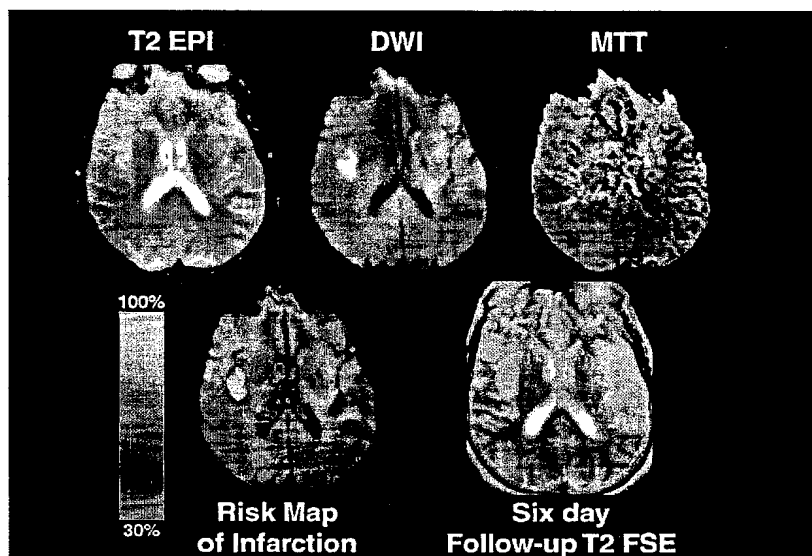 T2 EPI
DWI
MTT
100%
30%
Risk Map
of Infarction
Six day
Follow-up T2 FSE